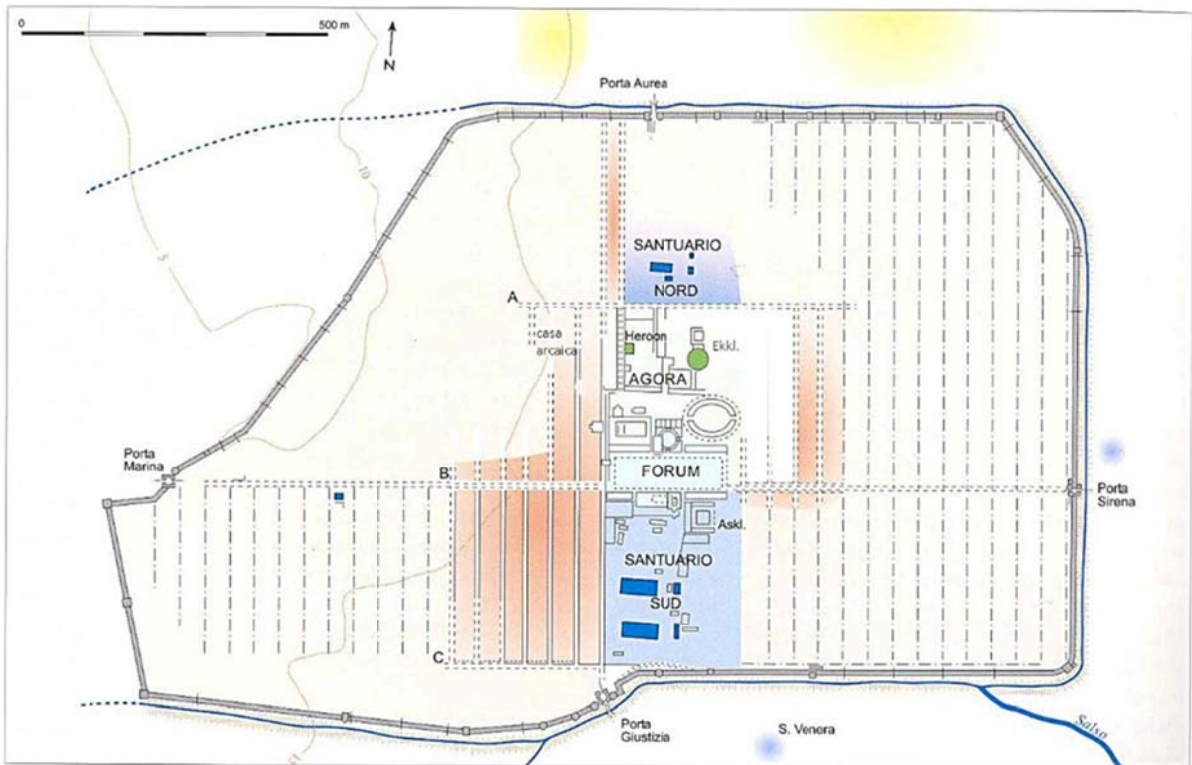 0 500 m
N
Porta Aurea
10
5
SANTUARIO
NORD
A
casa
arcaica
Heroon
Ekkl.
AGORA
Porta
Marina
B
FORUM
Porta
Sirena
Askl.
SANTUARIO
SUD
C
Porta
Giustizia
S. Venera
Salso
15